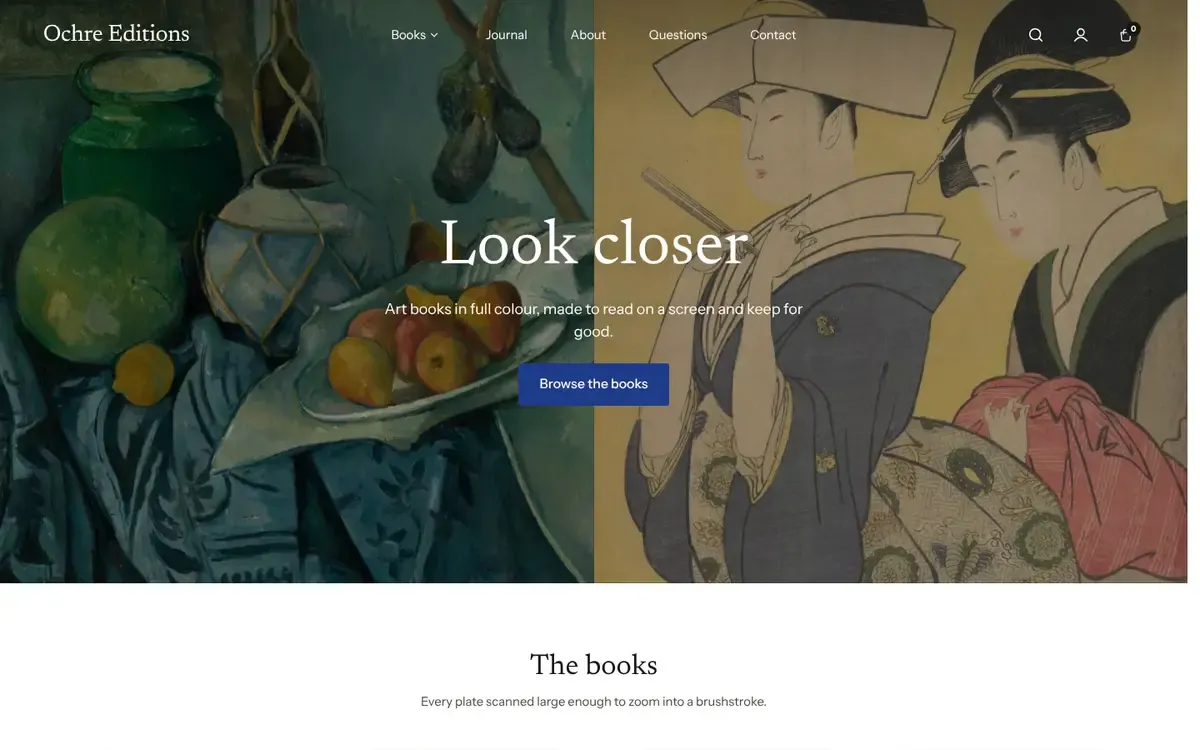 Ochre Editions
Books
Journal
About
Questions
Contact
0
Look closer
Art books in full colour, made to read on a screen and keep for
good.
Browse the books
The books
Every plate scanned large enough to zoom into a brushstroke.